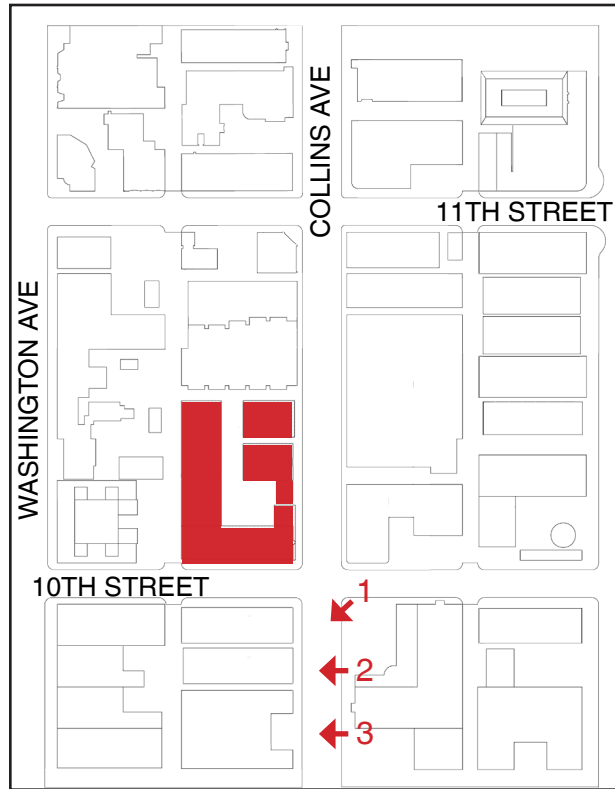 COLLINS AVE
11TH STREET
WASHINGTON AVE
10TH STREET
1
2
3